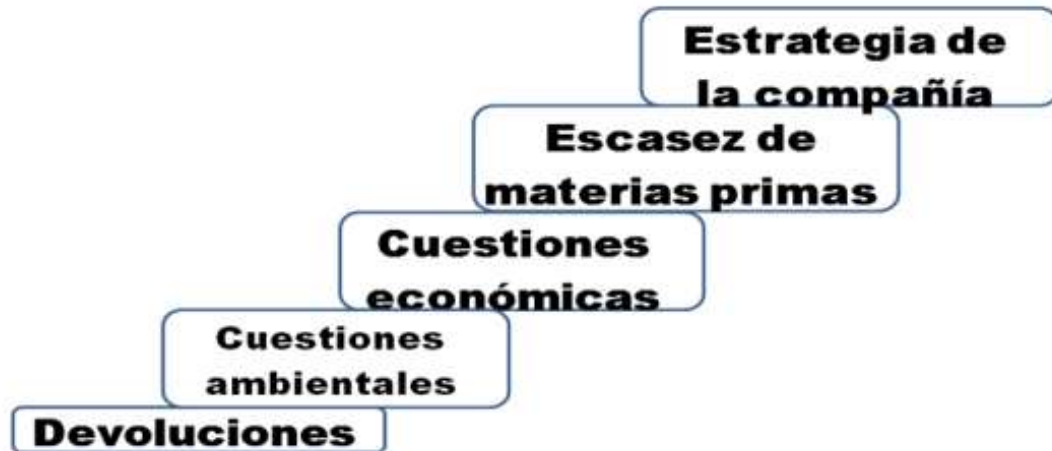 Estrategia de
la compañía
Escasez de
materias primas
Cuestiones
económicas
Cuestiones
ambientales
Devoluciones